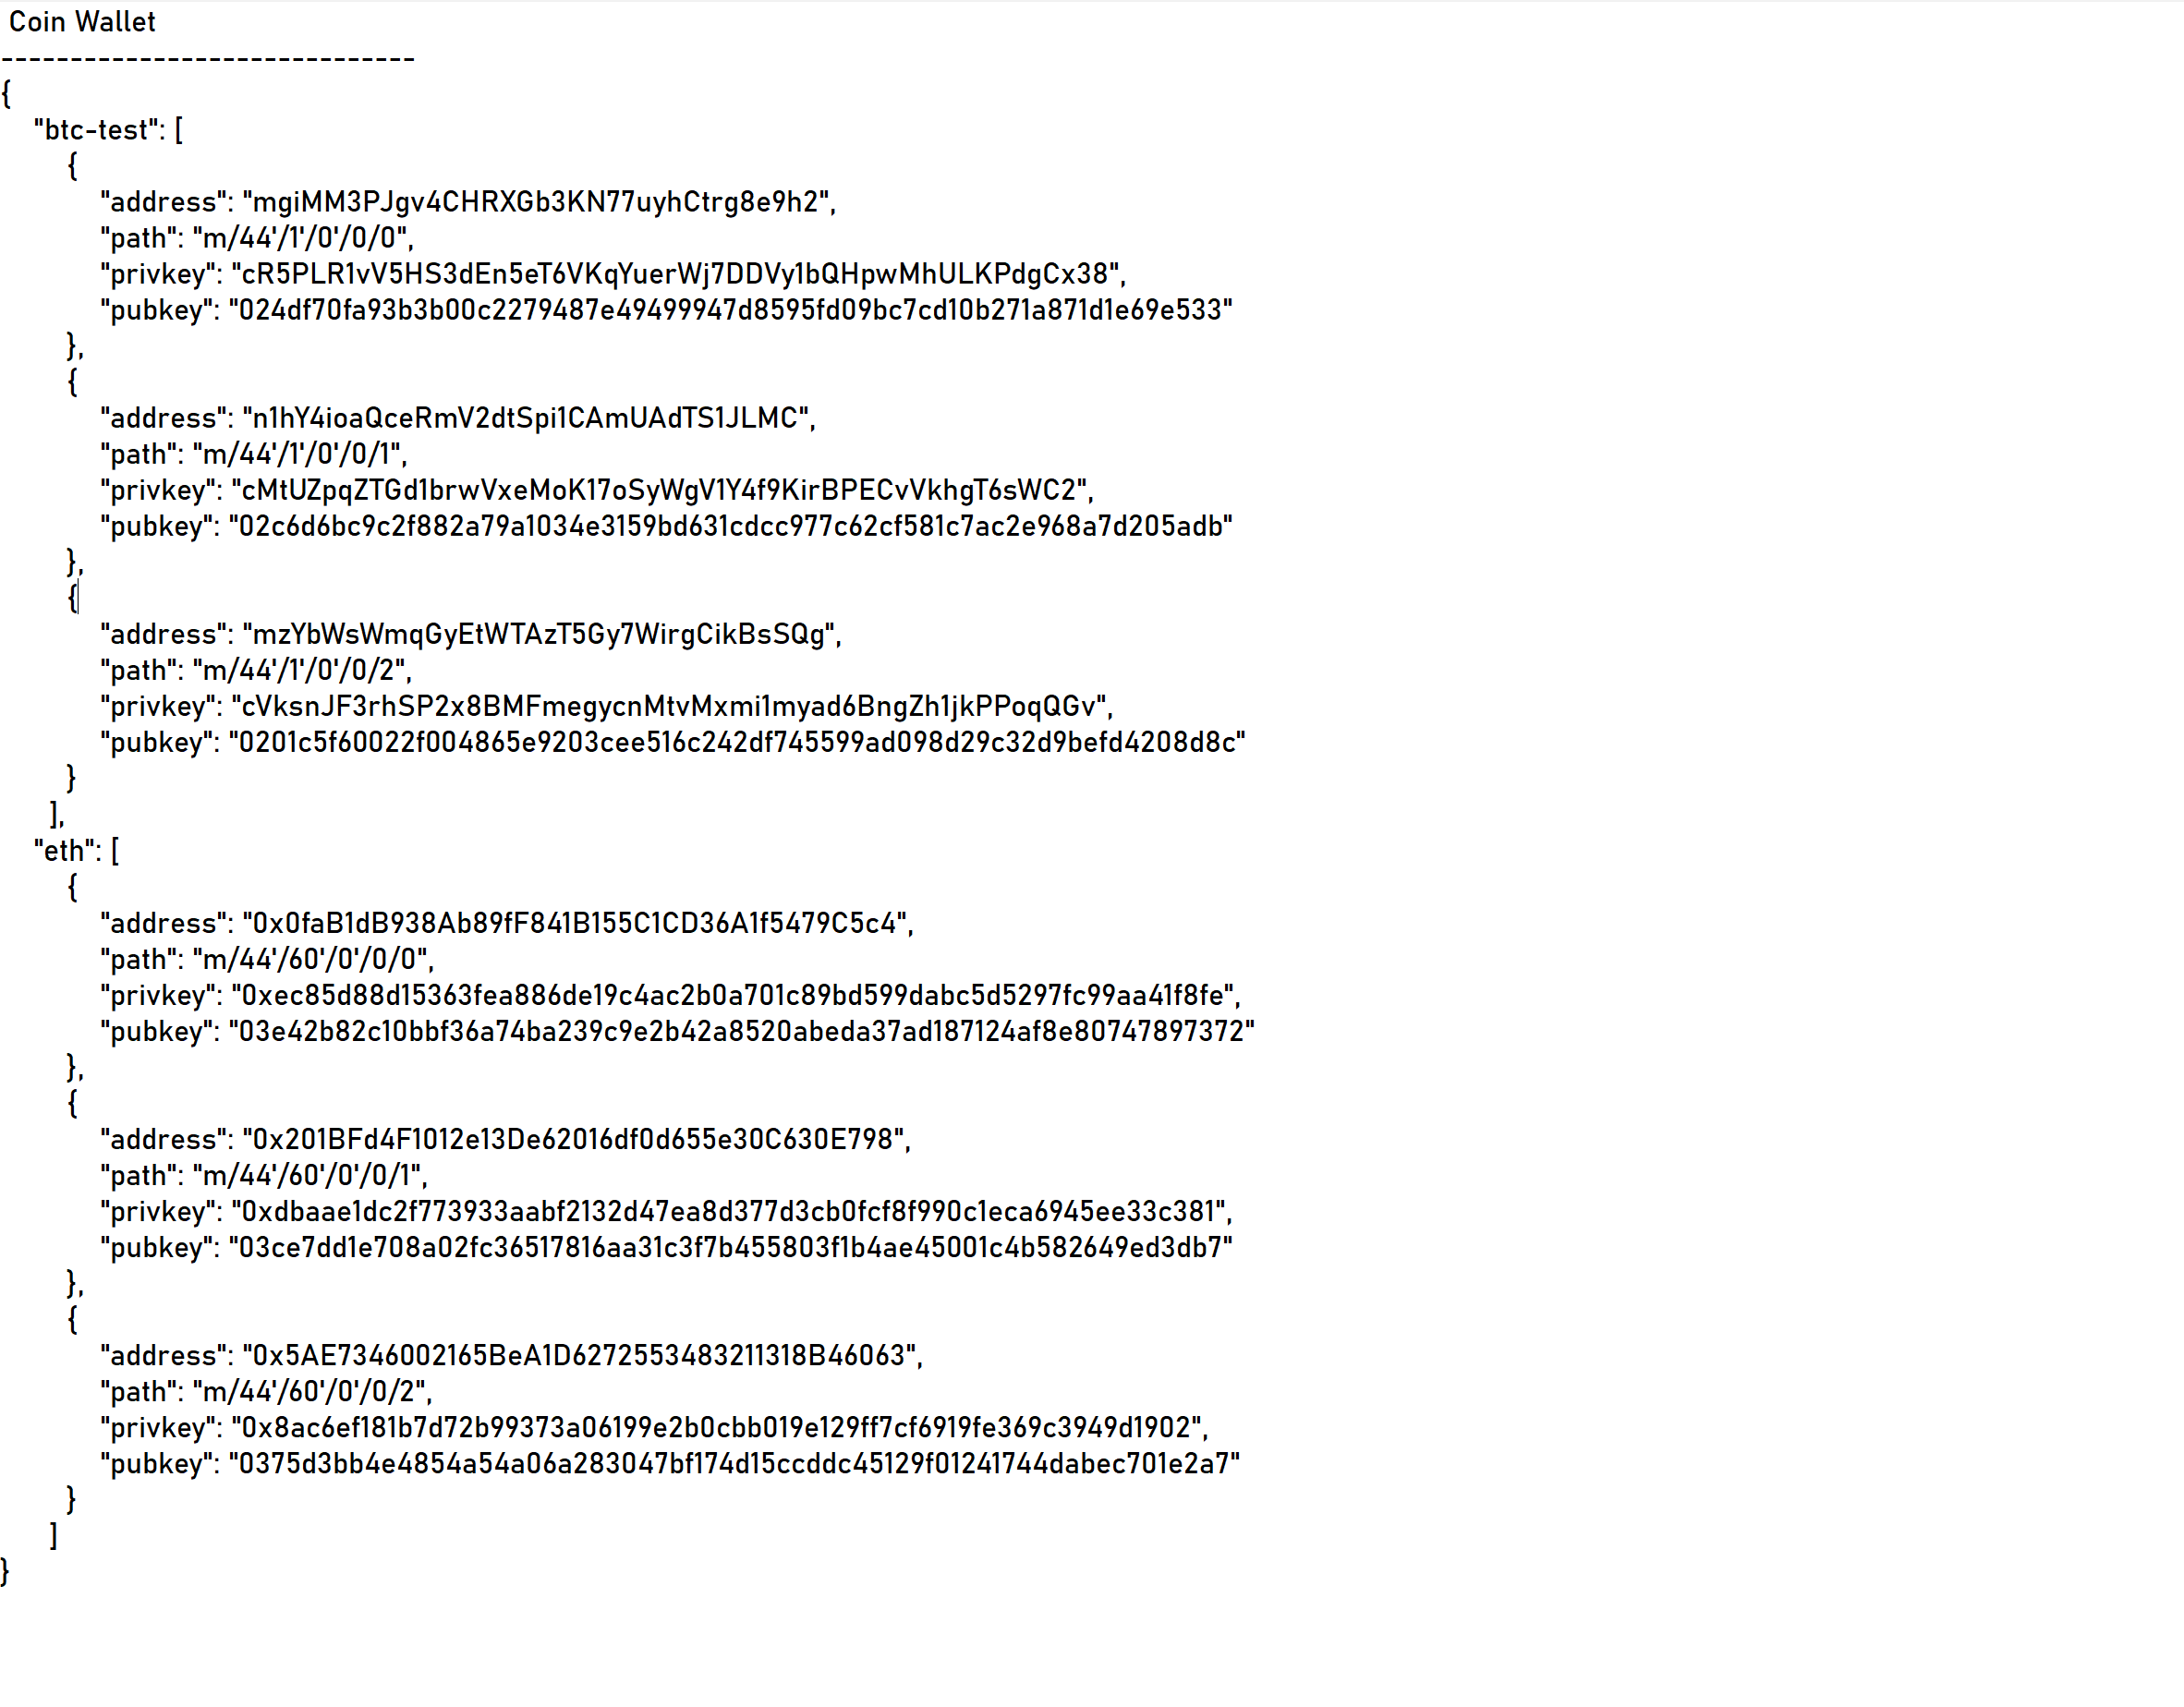 Coin Wallet
------------------------------
{
"btc-test": [
{
"address": "mgiMM3PJgv4CHRXGb3KN77uyhCtrg8e9h2",
"path": "m/44'/1'/0'/0/0",
"privkey": "cR5PLR1vV5HS3dEn5eT6VKqYuerWj7DDVy1bQHpwMhULKPdgCx38",
"pubkey": "024df70fa93b3b00c2279487e49499947d8595fd09bc7cd10b271a871d1e69e533"
},
{
"address": "n1hY4ioaQceRmV2dtSpi1CAmUAdTS1JLMC",
"path": "m/44'/1'/0'/0/1",
"privkey": "cMtUZpqZTGd1brwVxeMoK17oSyWgV1Y4f9KirBPECvVkhgT6sWC2",
"pubkey": "02c6d6bc9c2f882a79a1034e3159bd631cdcc977c62cf581c7ac2e968a7d205adb"
},
{
"address": "mzYbWsWmqGyEtWTAzT5Gy7WirgCikBsSQg",
"path": "m/44'/1'/0'/0/2",
"privkey": "cVksnJF3rhSP2x8BMFmegycnMtvMxmi1myad6BngZh1jkPPoqQGv",
"pubkey": "0201c5f60022f004865e9203cee516c242df745599ad098d29c32d9befd4208d8c"
}
],
"eth": [
{
"address": "0x0faB1dB938Ab89fF841B155C1CD36A1f5479C5c4",
"path": "m/44'/60'/0'/0/0",
"privkey": "0xec85d88d15363fea886de19c4ac2b0a701c89bd599dabc5d5297fc99aa41f8fe",
"pubkey": "03e42b82c10bbf36a74ba239c9e2b42a8520abeda37ad187124af8e80747897372"
},
{
"address": "0x201BFd4F1012e13De62016df0d655e30C630E798",
"path": "m/44'/60'/0'/0/1",
"privkey": "0xdbaae1dc2f773933aabf2132d47ea8d377d3cb0fcf8f990c1eca6945ee33c381",
"pubkey": "03ce7dd1e708a02fc36517816aa31c3f7b455803f1b4ae45001c4b582649ed3db7"
},
{
"address": "0x5AE7346002165BeA1D6272553483211318B46063",
"path": "m/44'/60'/0'/0/2",
"privkey": "0x8ac6ef181b7d72b99373a06199e2b0cbb019e129ff7cf6919fe369c3949d1902",
"pubkey": "0375d3bb4e4854a54a06a283047bf174d15ccddc45129f01241744dabec701e2a7"
}
]
}